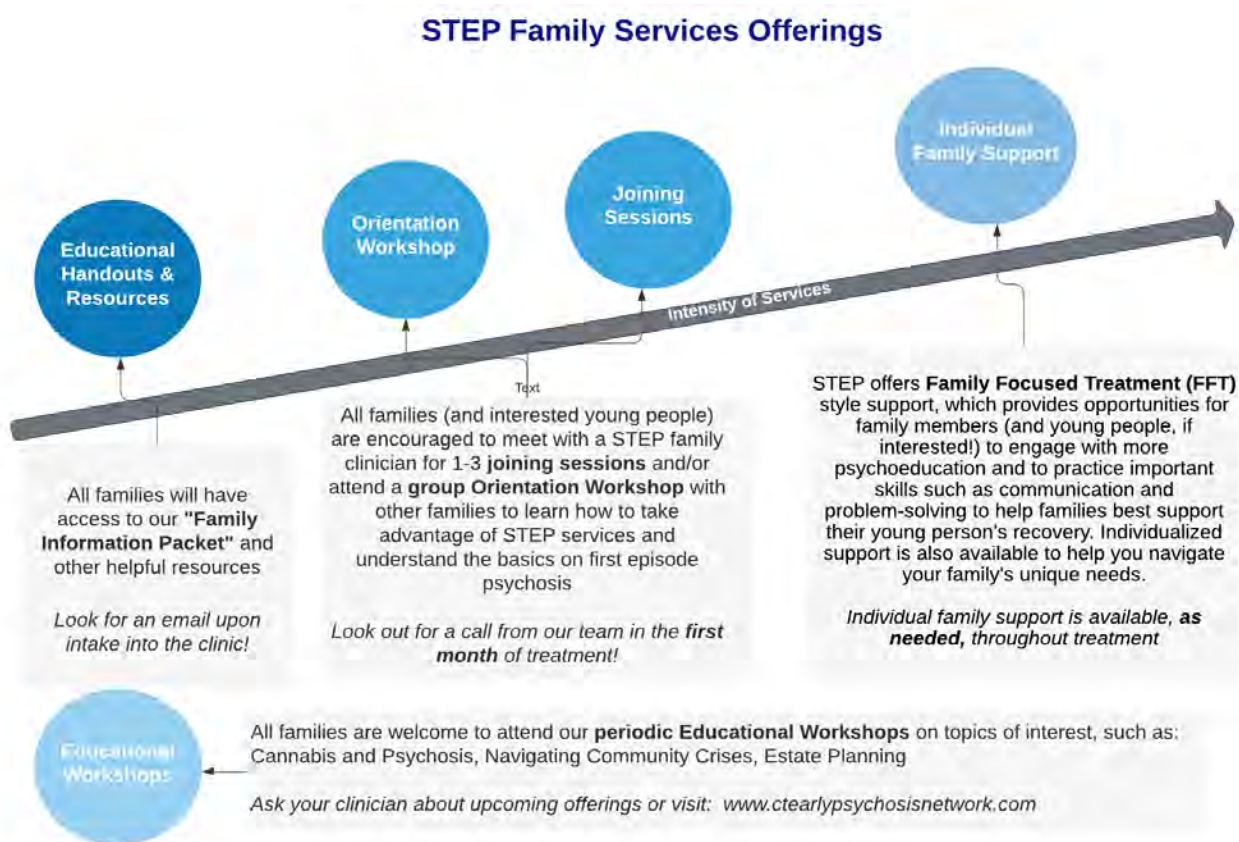 STEP Family Services Offerings
Individual
Family Support
Joining
Sessions
Orientation
Workshop
Educational
Handouts &
Resources
Intensity of Services
Text
All families will have
access to our "Family
Information Packet" and
other helpful resources
Look for an email upon
intake into the clinic!
All families (and interested young people)
are encouraged to meet with a STEP family
clinician for 1-3 joining sessions and/or
attend a group Orientation Workshop with
other families to learn how to take
advantage of STEP services and
understand the basics on first episode
psychosis
Look out for a call from our team in the first
month of treatment!
STEP offers Family Focused Treatment (FFT)
style support, which provides opportunities for
family members (and young people, if
interested!) to engage with more
psychoeducation and to practice important
skills such as communication and
problem-solving to help families best support
their young person's recovery. Individualized
support is also available to help you navigate
your family's unique needs.
Individual family support is available, as
needed, throughout treatment
Educational
Workshops
All families are welcome to attend our periodic Educational Workshops on topics of interest, such as:
Cannabis and Psychosis, Navigating Community Crises, Estate Planning
Ask your clinician about upcoming offerings or visit: www.ctearlypsychosisnetwork.com